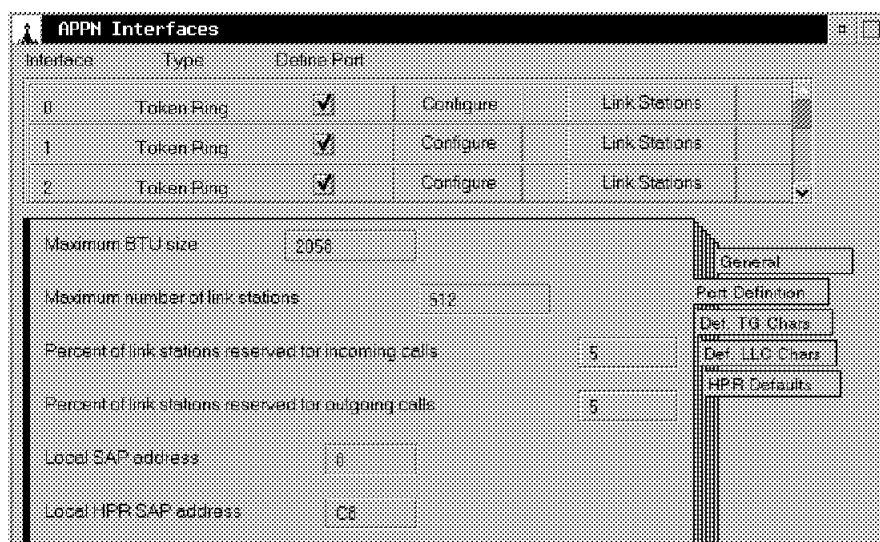 APPN Interfaces
Interface Type Define Port
0 Token Ring Configure Link Stations
1 Token Ring Configure Link Stations
2 Token Ring Configure Link Stations
Maximum BTU size 2056
General
Maximum number of link stations 512
Port Definition
Def. TG Chars
Percent of link stations reserved for incoming calls 5
Def. LLC Chars
HPR Defaults
Percent of link stations reserved for outgoing calls 5
Local SAP address
Local HPR SAP address C8